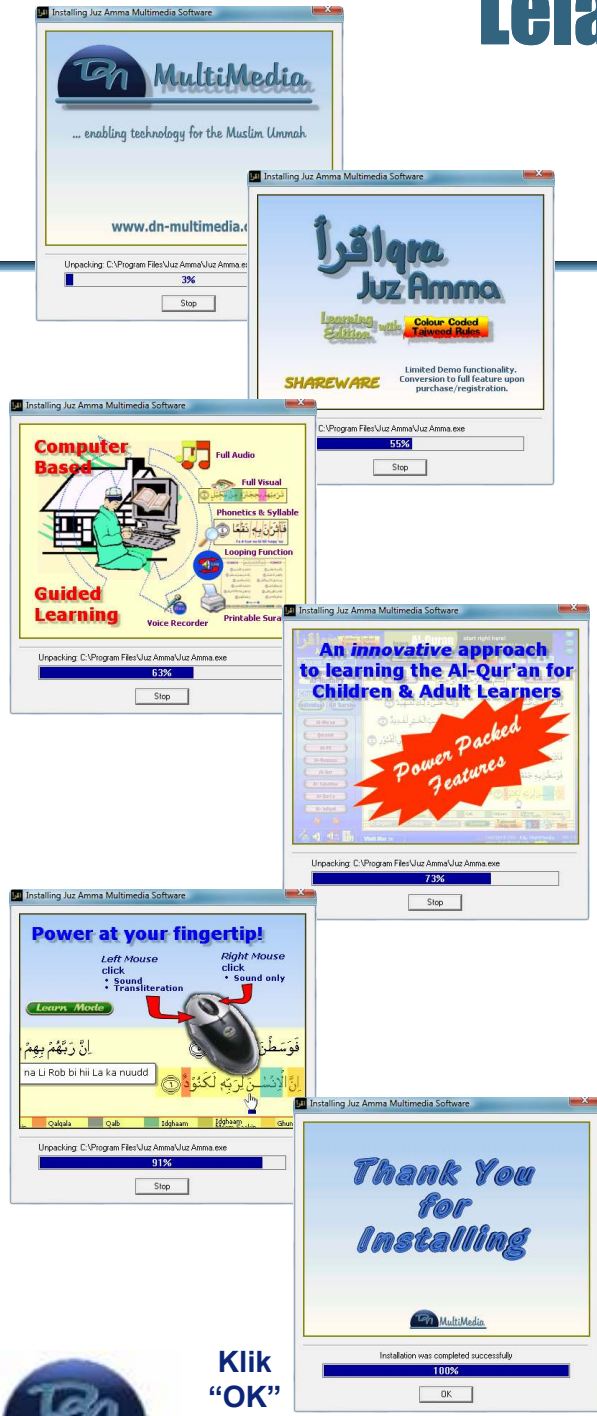 Installing Juz Amma Multimedia Software
Dn MultiMedia
... enabling technology for the Muslim Ummah
www.dn-multimedia.c
Unpacking: C:\Program Files\Juz Amma\Juz Amma.ex
3%
Stop
Installing Juz Amma Multimedia Software
اقرأ Iqra
Juz Amma
Learning Edition with Colour Coded Tajweed Rules
SHAREWARE
Limited Demo functionality.
Conversion to full feature upon
purchase/registration.
C:\Program Files\Juz Amma\Juz Amma.exe
55%
Stop
Installing Juz Amma Multimedia Software
Computer
Based
Full Audio
Full Visual
Phonetics & Syllable
فَأَثَرْنَ بِهِ نَقْعًا
Looping Function
Guided
Learning
Voice Recorder
Printable Sura
Unpacking: C:\Program Files\Juz Amma\Juz Amma.exe
63%
Stop
Installing Juz Amma Multimedia Software
An innovative approach
to learning the Al-Qur'an for
Children & Adult Learners
Power Packed
Features
Unpacking: C:\Program Files\Juz Amma\Juz Amma.exe
73%
Stop
Installing Juz Amma Multimedia Software
Power at your fingertip!
Left Mouse
click
• Sound
• Transliteration
Right Mouse
click
• Sound only
Learn Mode
اِنَّ رَبَّهُمْ بِهِمْ
فَوَسَطْنَ
na Li Rob bi hii La ka nuudd
اِنَّ الْاِنْسٰنَ لِرَبِّهٖ لَكَنُوْدٌ ﴿٦﴾
Qalqala Qalb Idghaam Idghaam Ghun
Unpacking: C:\Program Files\Juz Amma\Juz Amma.exe
91%
Stop
Installing Juz Amma Multimedia Software
Thank You
for
Installing
Dn MultiMedia
Installation was completed successfully
100%
OK
Klik
“OK”